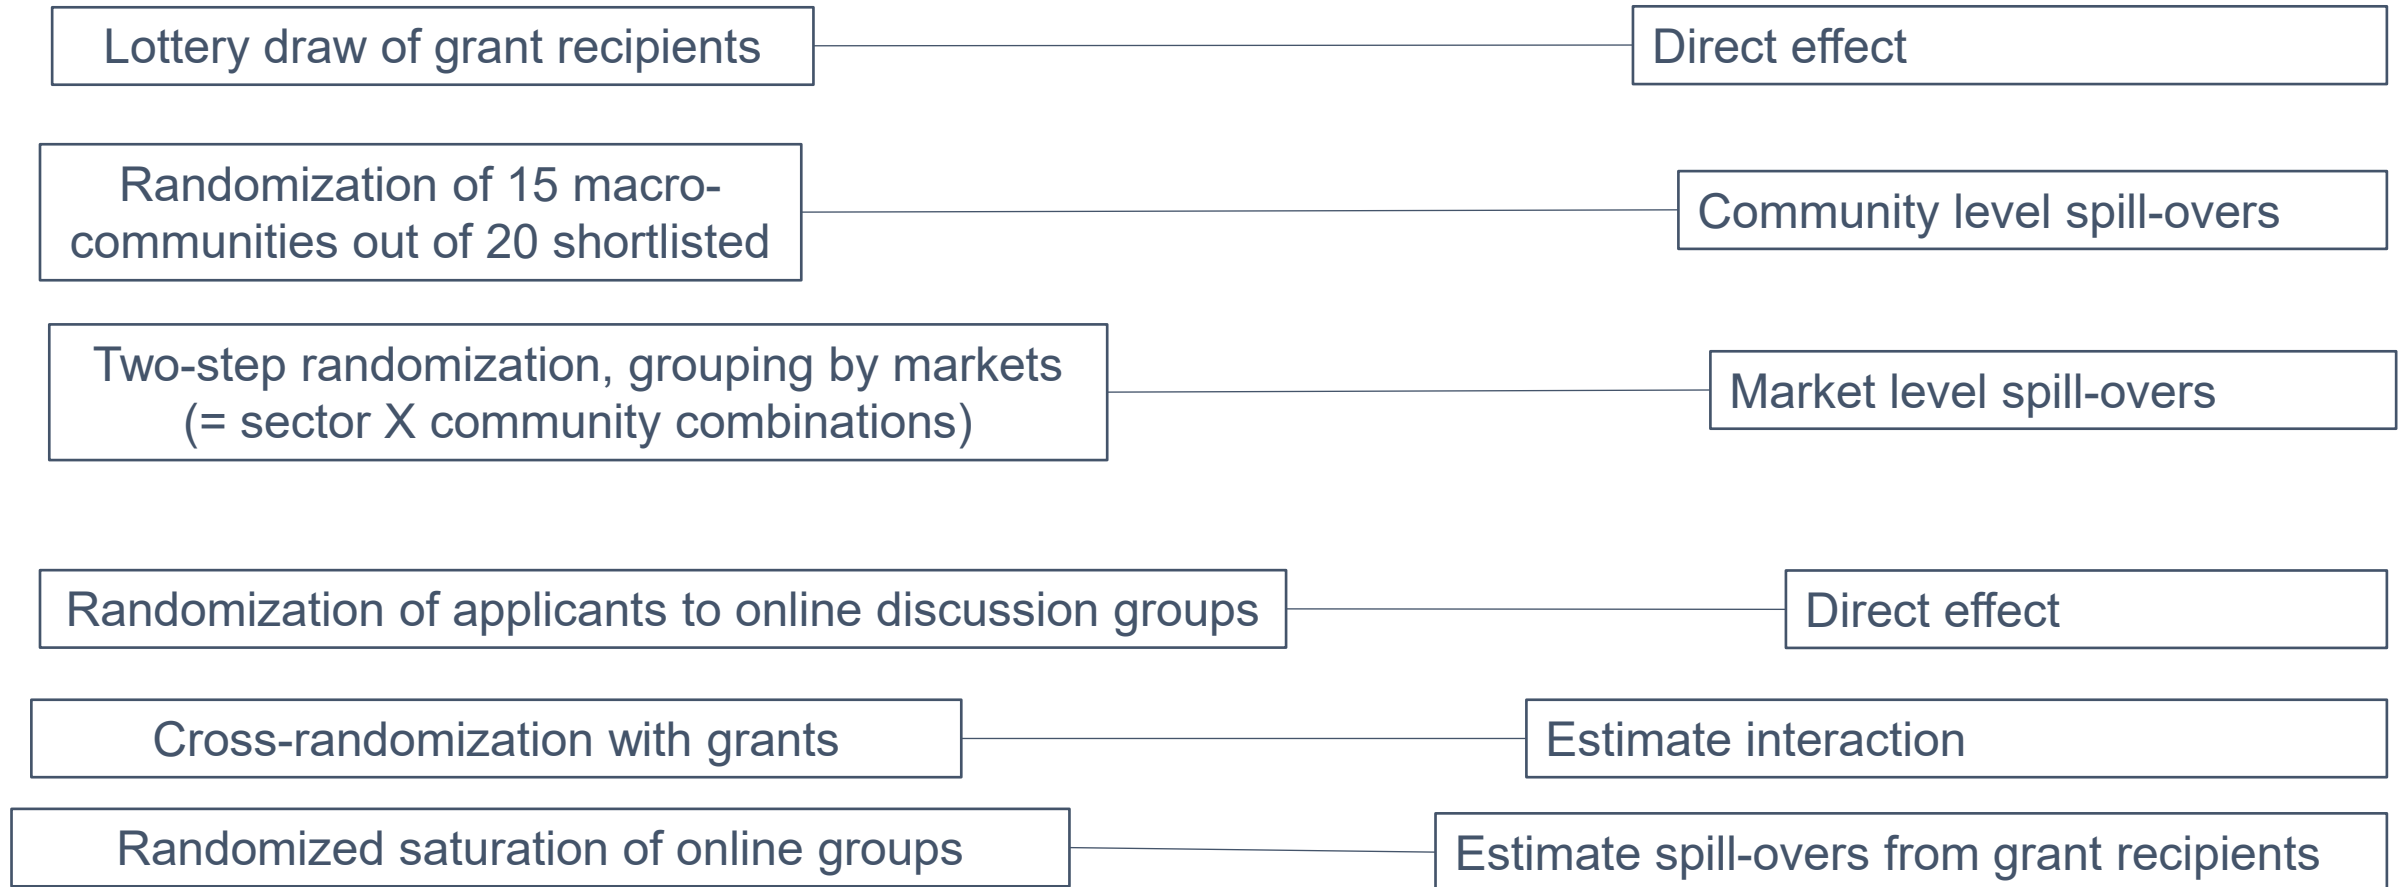 Lottery draw of grant recipients
Direct effect
Randomization of 15 macro-
communities out of 20 shortlisted
Community level spill-overs
Two-step randomization, grouping by markets
(= sector X community combinations)
Market level spill-overs
Randomization of applicants to online discussion groups
Direct effect
Cross-randomization with grants
Estimate interaction
Randomized saturation of online groups
Estimate spill-overs from grant recipients